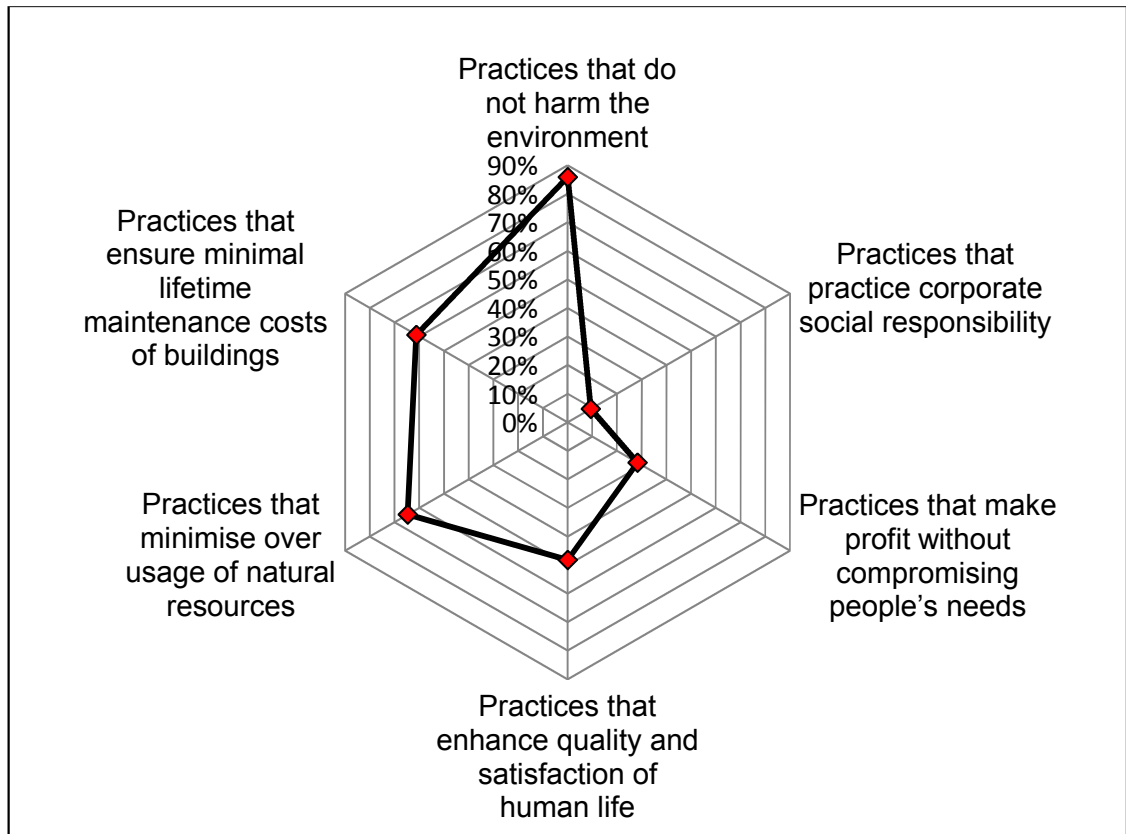 Practices that do
not harm the
environment
90%
80%
70%
60%
50%
40%
30%
20%
10%
0%
Practices that
practice corporate
social responsibility
Practices that make
profit without
compromising
people’s needs
Practices that
enhance quality and
satisfaction of
human life
Practices that
minimise over
usage of natural
resources
Practices that
ensure minimal
lifetime
maintenance costs
of buildings